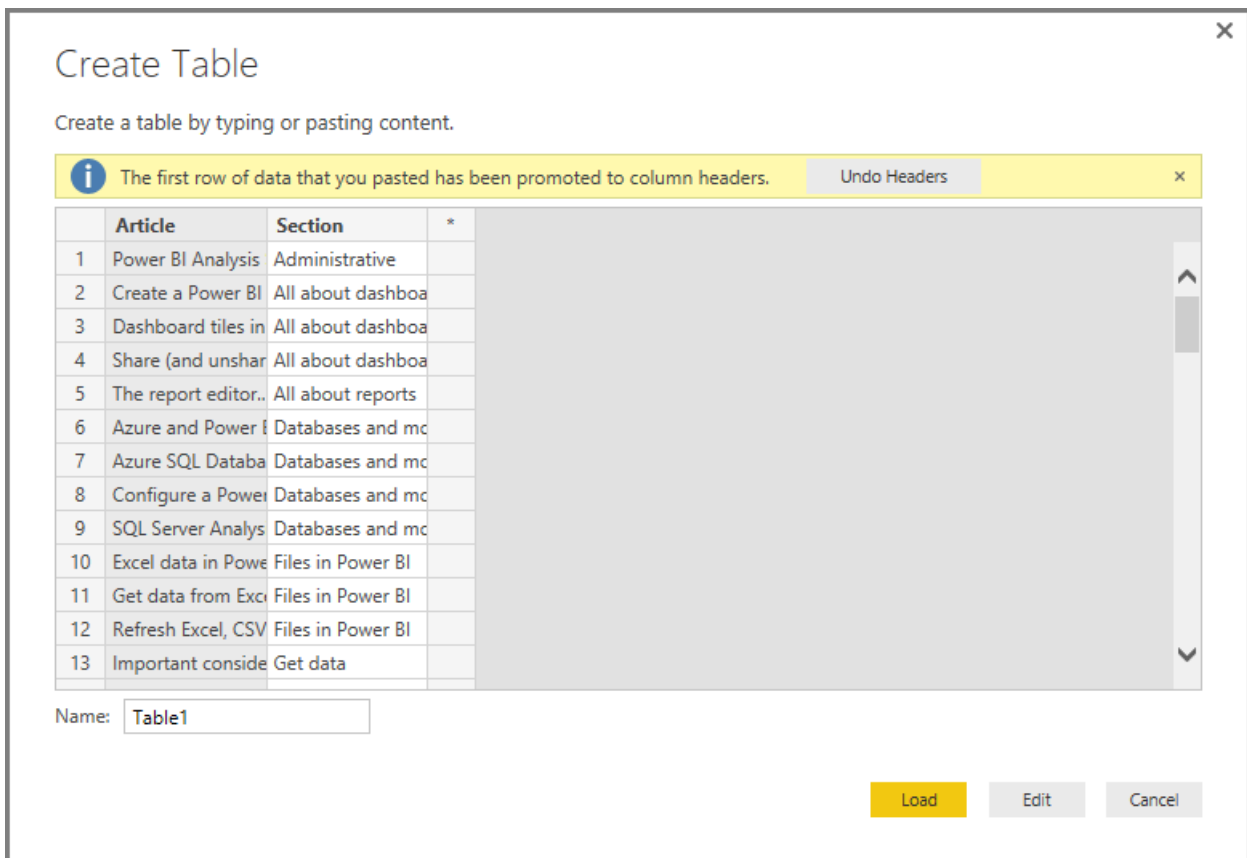 Create Table
Create a table by typing or pasting content.
The first row of data that you pasted has been promoted to column headers. Undo Headers
Article Section *
1 Power BI Analysis Administrative
2 Create a Power BI All about dashboa
3 Dashboard tiles in All about dashboa
4 Share (and unshar All about dashboa
5 The report editor.. All about reports
6 Azure and Power B Databases and mo
7 Azure SQL Databa Databases and mo
8 Configure a Power Databases and mo
9 SQL Server Analys Databases and mo
10 Excel data in Powe Files in Power BI
11 Get data from Exce Files in Power BI
12 Refresh Excel, CSV Files in Power BI
13 Important conside Get data
Name: Table1
Load Edit Cancel